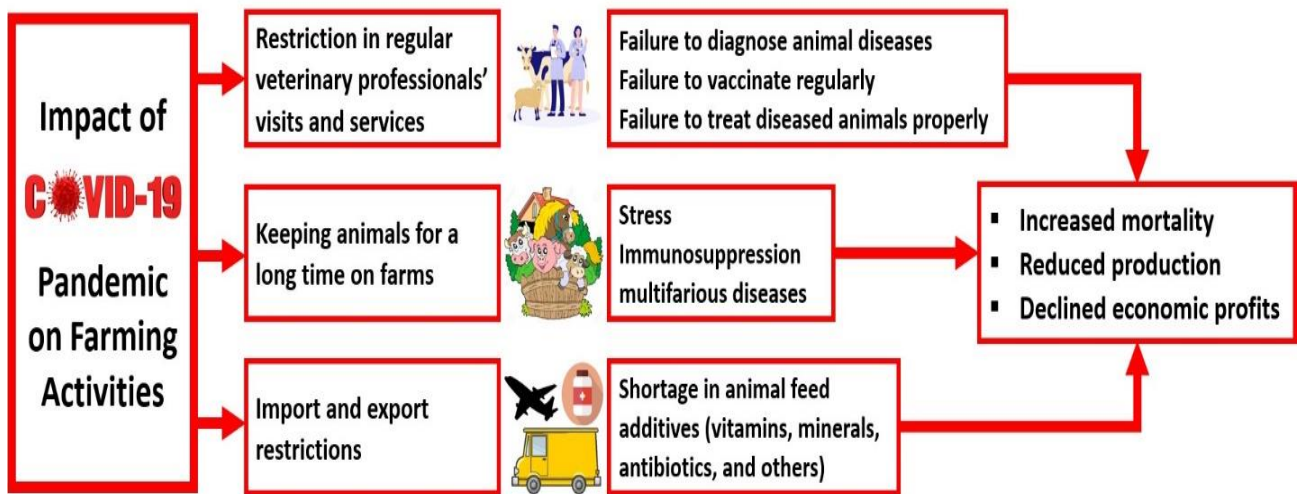 Impact of
COVID-19
Pandemic
on Farming
Activities
Restriction in regular
veterinary professionals’
visits and services
Failure to diagnose animal diseases
Failure to vaccinate regularly
Failure to treat diseased animals properly
Keeping animals for a
long time on farms
Stress
Immunosuppression
multifarious diseases
Import and export
restrictions
Shortage in animal feed
additives (vitamins, minerals,
antibiotics, and others)
▪ Increased mortality
▪ Reduced production
▪ Declined economic profits